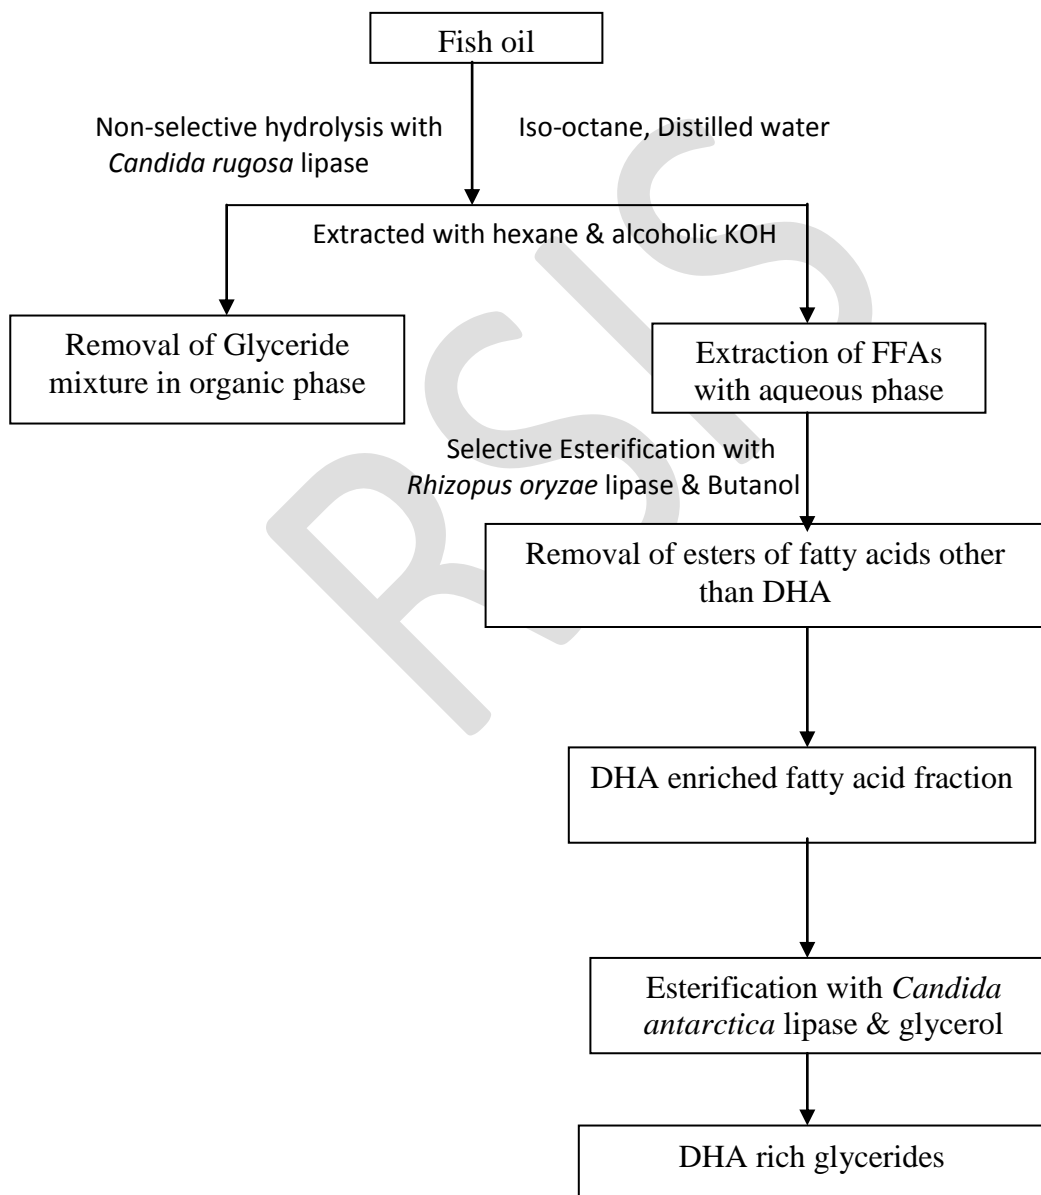 Fish oil
Non-selective hydrolysis with
Candida rugosa lipase
Iso-octane, Distilled water
Extracted with hexane & alcoholic KOH
Removal of Glyceride
mixture in organic phase
Extraction of FFAs
with aqueous phase
Selective Esterification with
Rhizopus oryzae lipase & Butanol
Removal of esters of fatty acids other
than DHA
DHA enriched fatty acid fraction
Esterification with Candida
antarctica lipase & glycerol
DHA rich glycerides
RSIS